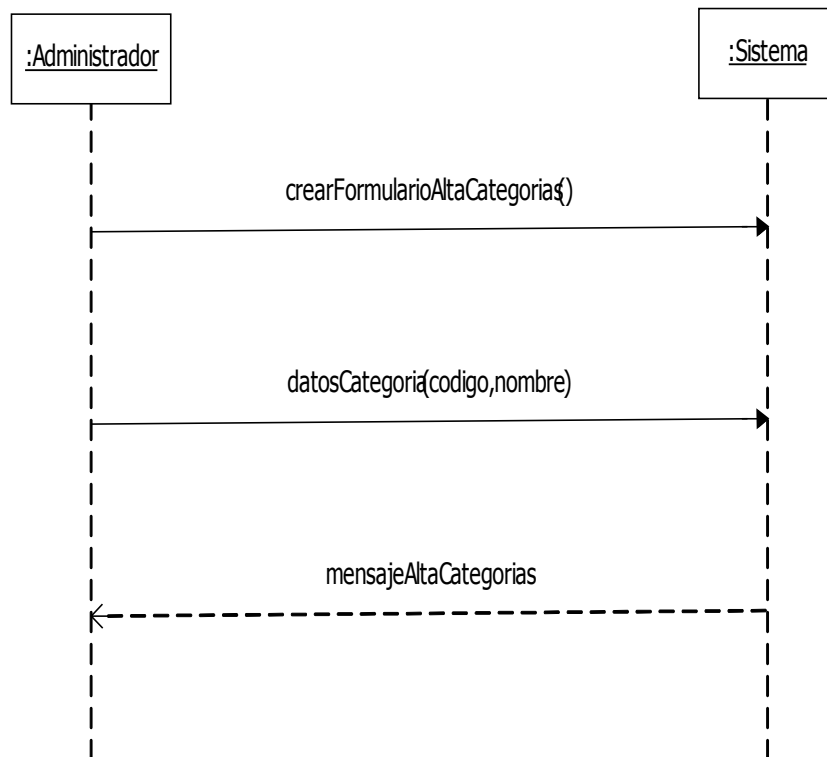 :Administrador
:Sistema
crearFormularioAltaCategorias()
datosCategoria(codigo,nombre)
mensajeAltaCategorias